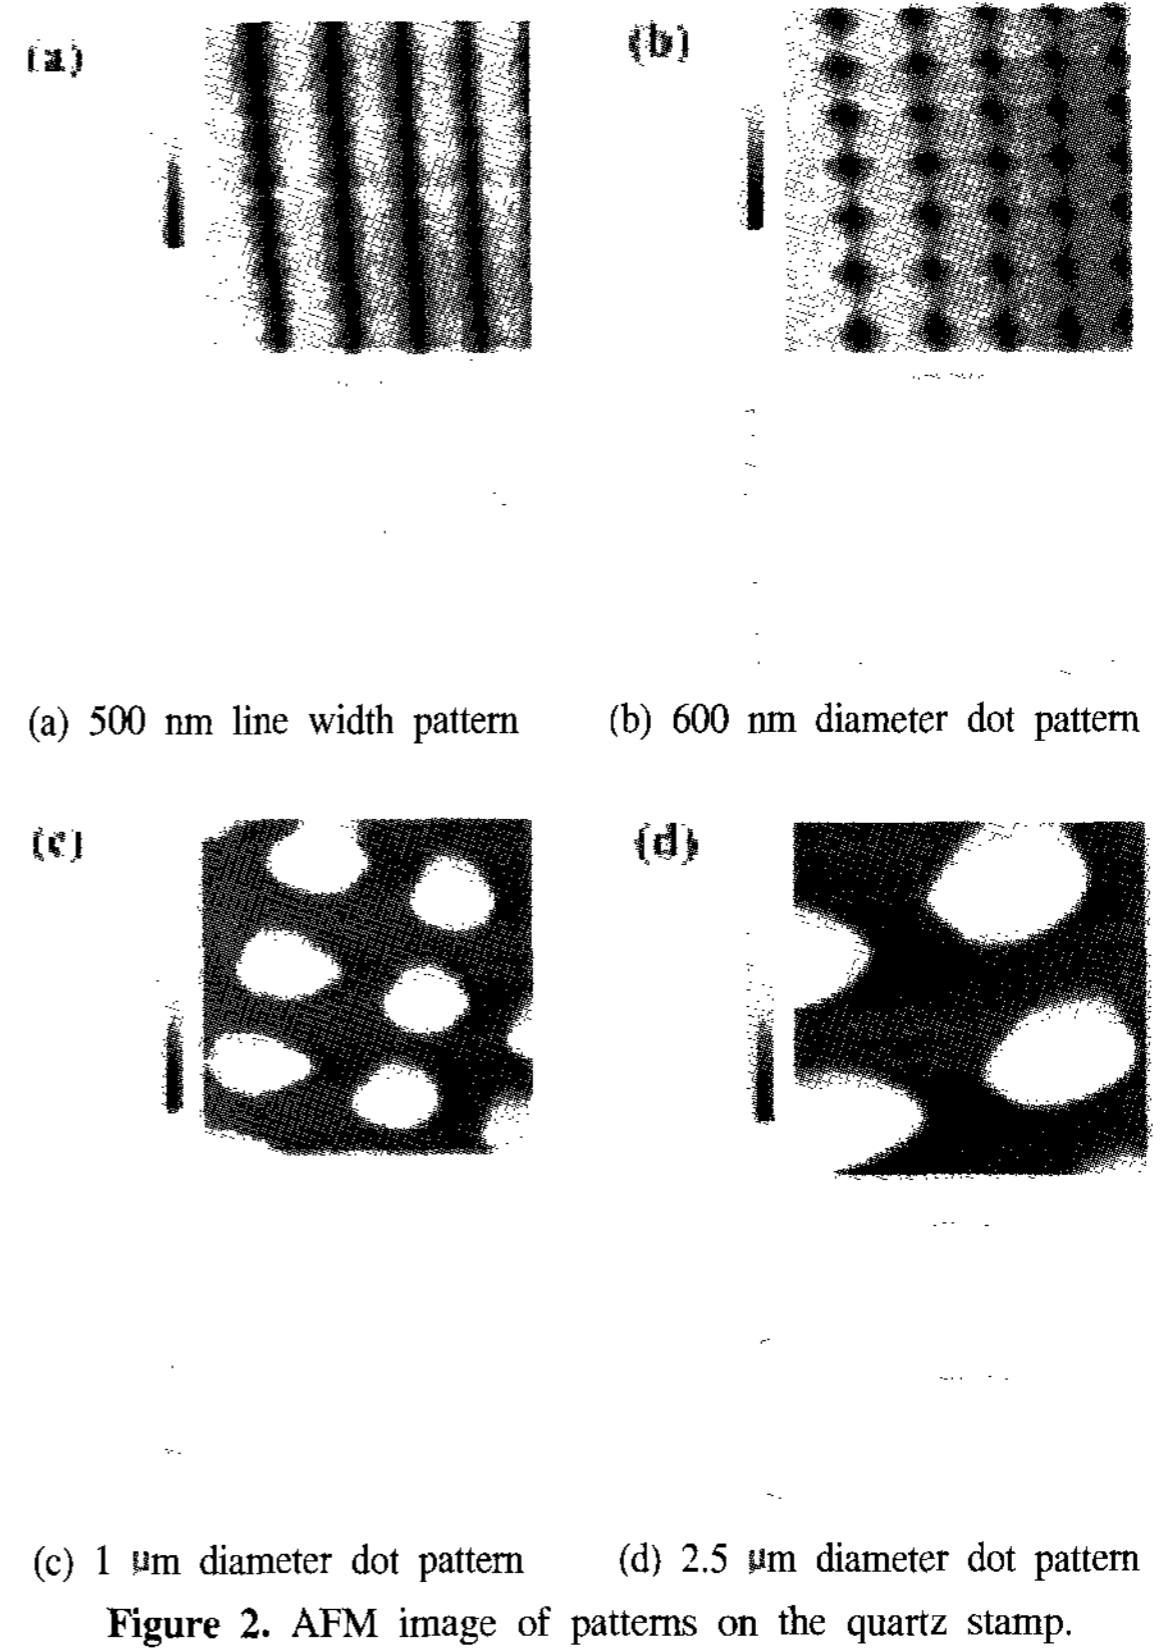 (a)
(b)
(a) 500 nm line width pattern
(b) 600 nm diameter dot pattern
(c)
(d)
(c) 1 μm diameter dot pattern
(d) 2.5 μm diameter dot pattern
Figure 2. AFM image of patterns on the quartz stamp.